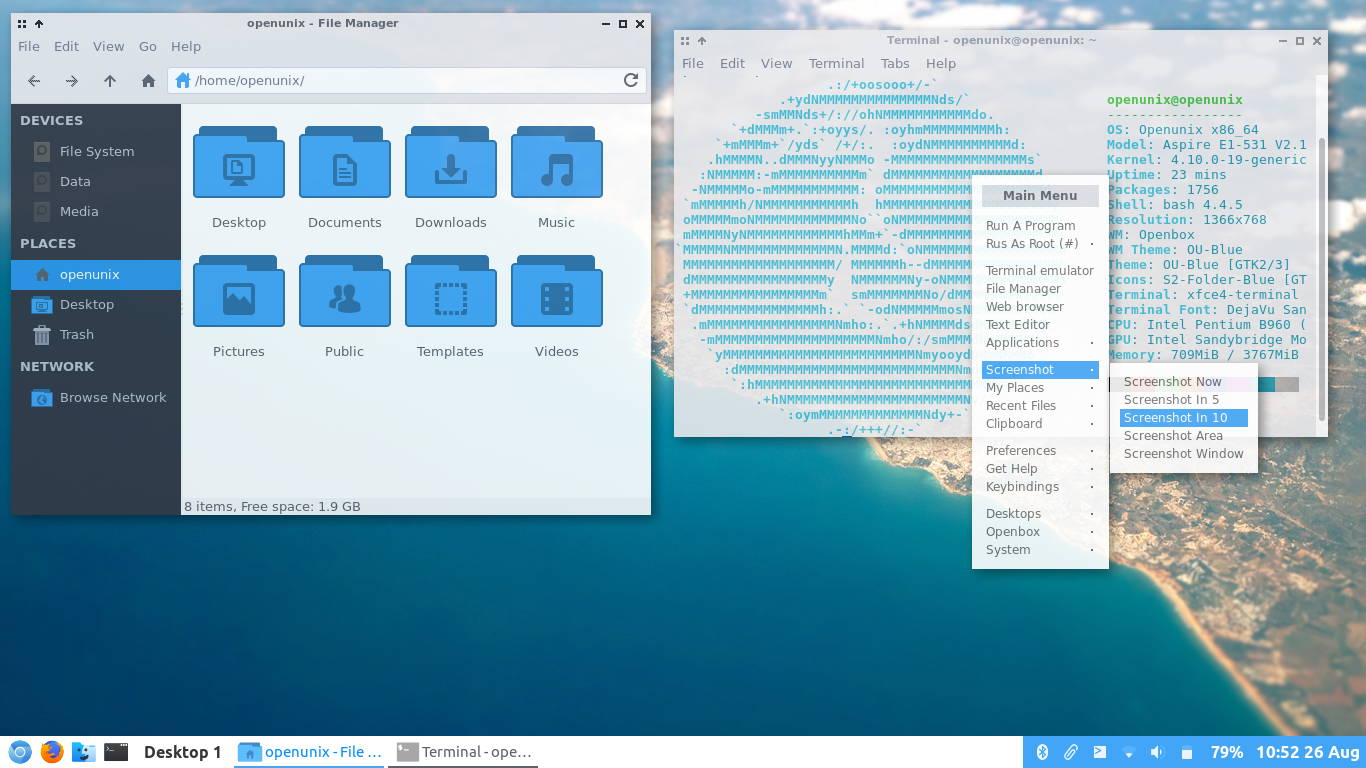 openunix - File Manager
File Edit View Go Help
/home/openunix/
DEVICES
File System
Data
Media
PLACES
openunix
Desktop
Trash
NETWORK
Browse Network
Desktop Documents Downloads Music
Pictures Public Templates Videos
8 items, Free space: 1.9 GB
Terminal - openunix@openunix: ~
File Edit View Terminal Tabs Help
openunix@openunix
-----------------
OS: Openunix x86_64
Model: Aspire E1-531 V2.1
Kernel: 4.10.0-19-generic
Uptime: 23 mins
Packages: 1756
Shell: bash 4.4.5
Resolution: 1366x768
WM: Openbox
WM Theme: OU-Blue
Theme: OU-Blue [GTK2/3]
Icons: S2-Folder-Blue [GT
Terminal: xfce4-terminal
Terminal Font: DejaVu San
CPU: Intel Pentium B960 (
GPU: Intel Sandybridge Mo
Memory: 709MiB / 3767MiB
Main Menu
Run A Program
Rus As Root (#)
Terminal emulator
File Manager
Web browser
Text Editor
Applications
Screenshot
My Places
Recent Files
Clipboard
Preferences
Get Help
Keybindings
Desktops
Openbox
System
Screenshot Now
Screenshot In 5
Screenshot In 10
Screenshot Area
Screenshot Window
Desktop 1
openunix - File ...
Terminal - ope...
79% 10:52 26 Aug